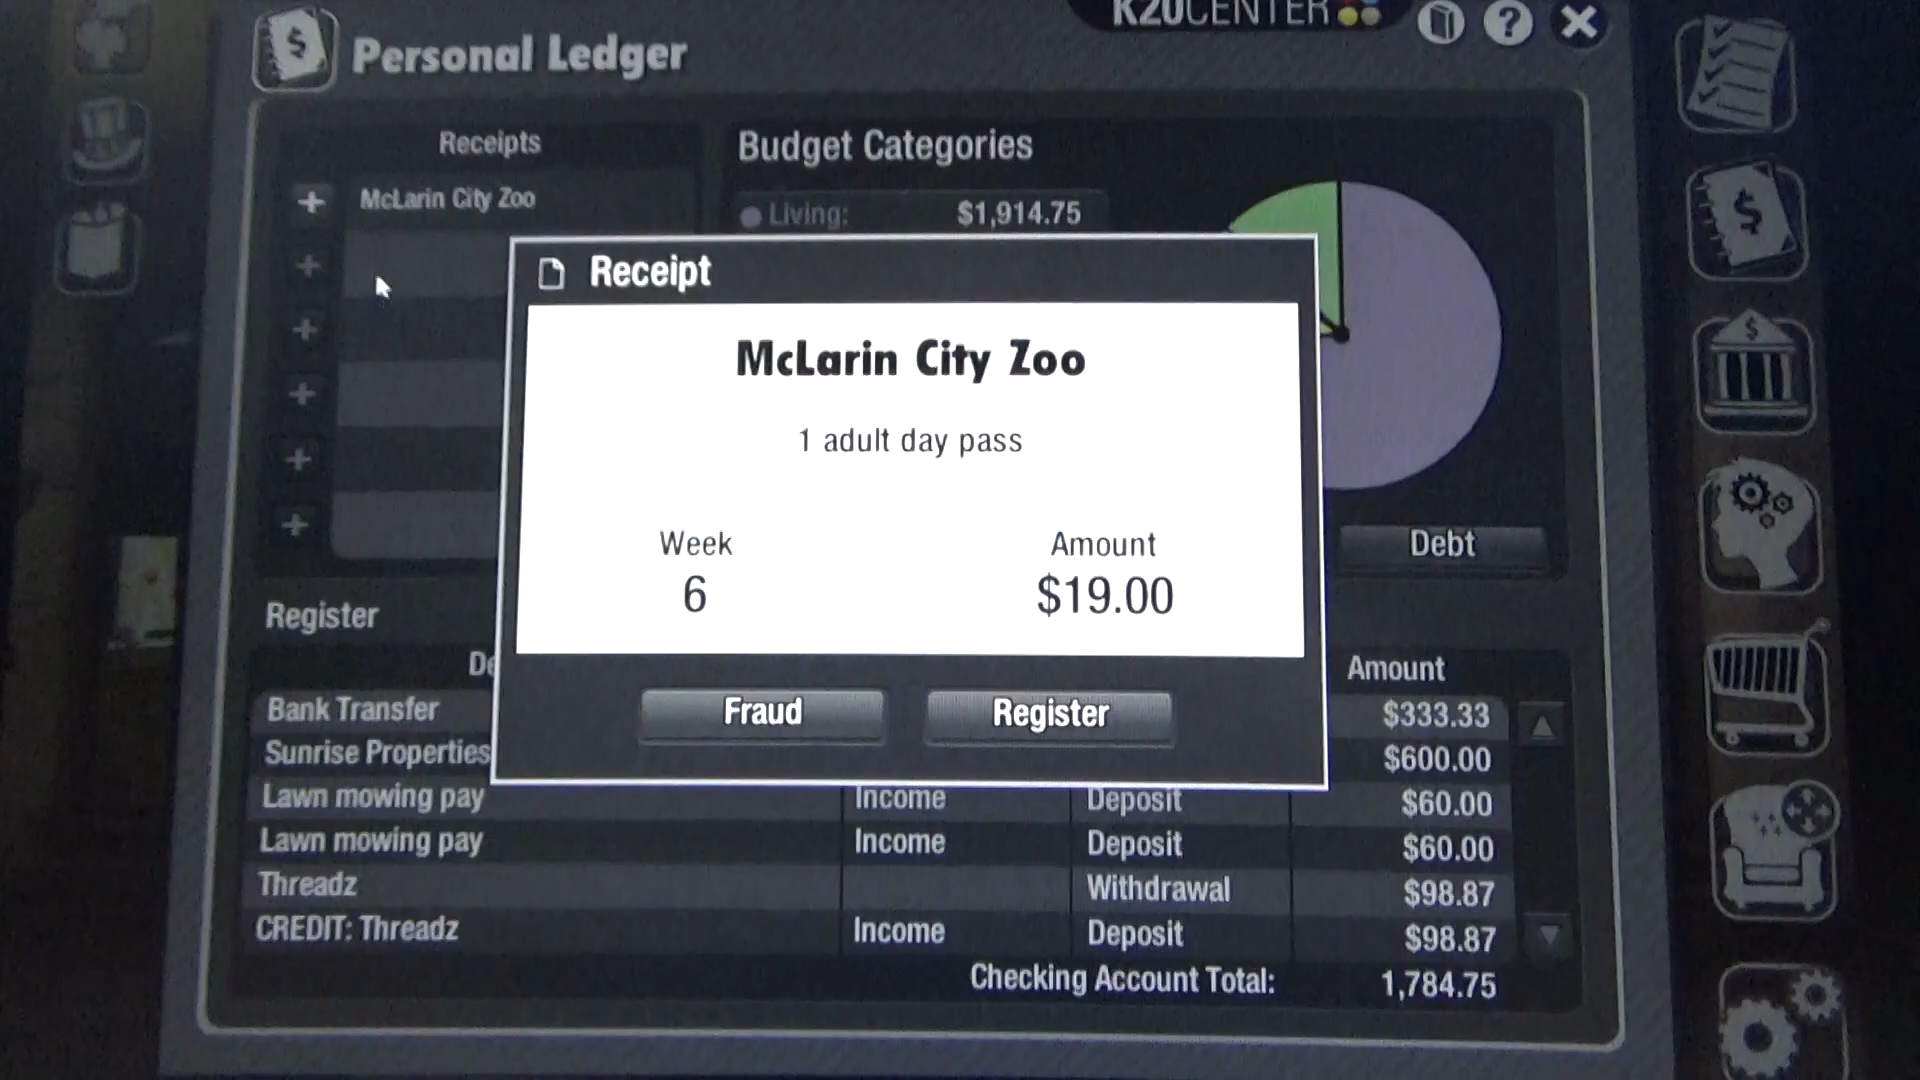 K20CENTER
Personal Ledger
Receipts
McLarin City Zoo
Budget Categories
Living: $1,914.75
Receipt
McLarin City Zoo
1 adult day pass
Week Amount
6 $19.00
Fraud Register
Debt
Register
De Amount
Bank Transfer $333.33
Sunrise Properties $600.00
Lawn mowing pay Income Deposit $60.00
Lawn mowing pay Income Deposit $60.00
Threadz Withdrawal $98.87
CREDIT: Threadz Income Deposit $98.87
Checking Account Total: 1,784.75